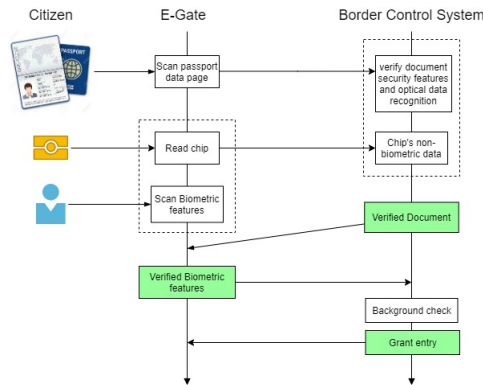 Citizen
E-Gate
Border Control System
PASSPORT
Scan passport
data page
verify document
security features
and optical data
recognition
Read chip
Chip's non-
biometric data
Scan Biometric
features
Verified Document
Verified Biometric
features
Background check
Grant entry